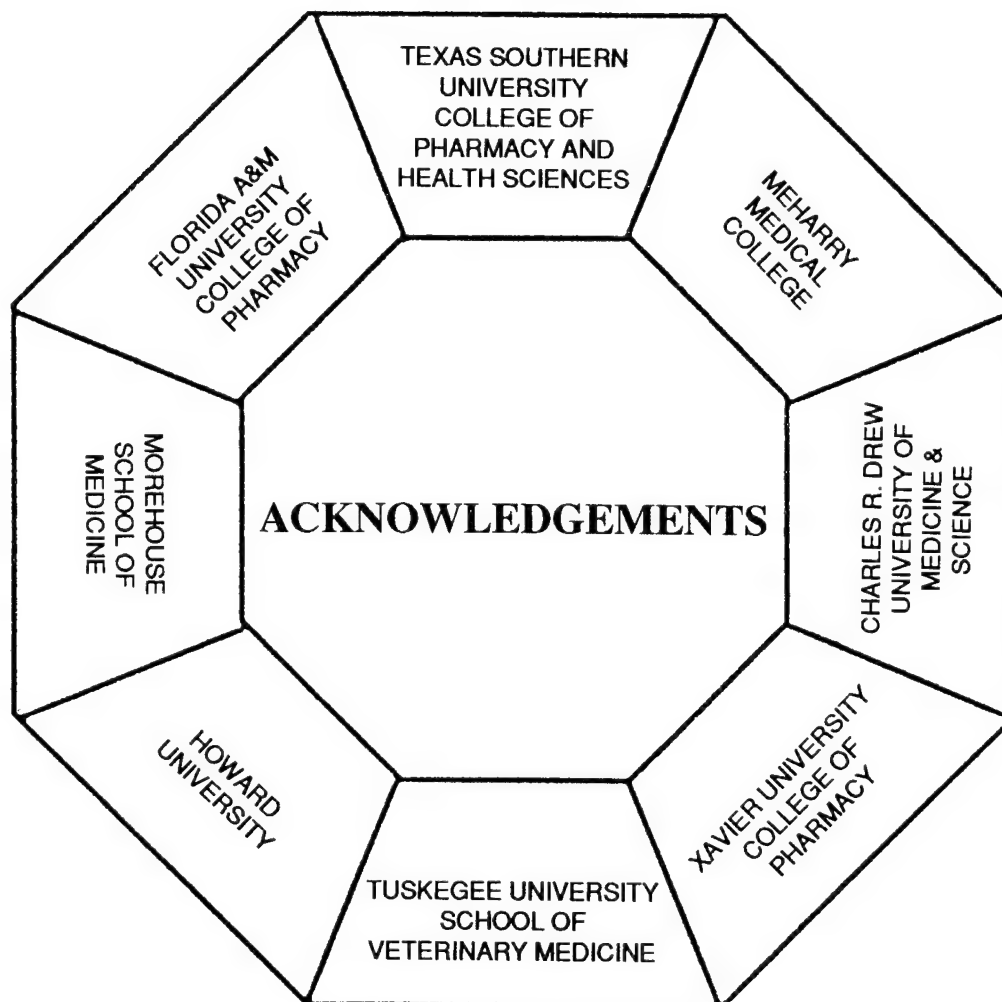 TEXAS SOUTHERN
UNIVERSITY
COLLEGE OF
PHARMACY AND
HEALTH SCIENCES
MEHARRY
MEDICAL
COLLEGE
CHARLES R. DREW
UNIVERSITY OF
MEDICINE &
SCIENCE
XAVIER UNIVERSITY
COLLEGE OF
PHARMACY
TUSKEGEE UNIVERSITY
SCHOOL OF
VETERINARY MEDICINE
HOWARD
UNIVERSITY
MOREHOUSE
SCHOOL OF
MEDICINE
FLORIDA A&M
UNIVERSITY
COLLEGE OF
PHARMACY
ACKNOWLEDGEMENTS